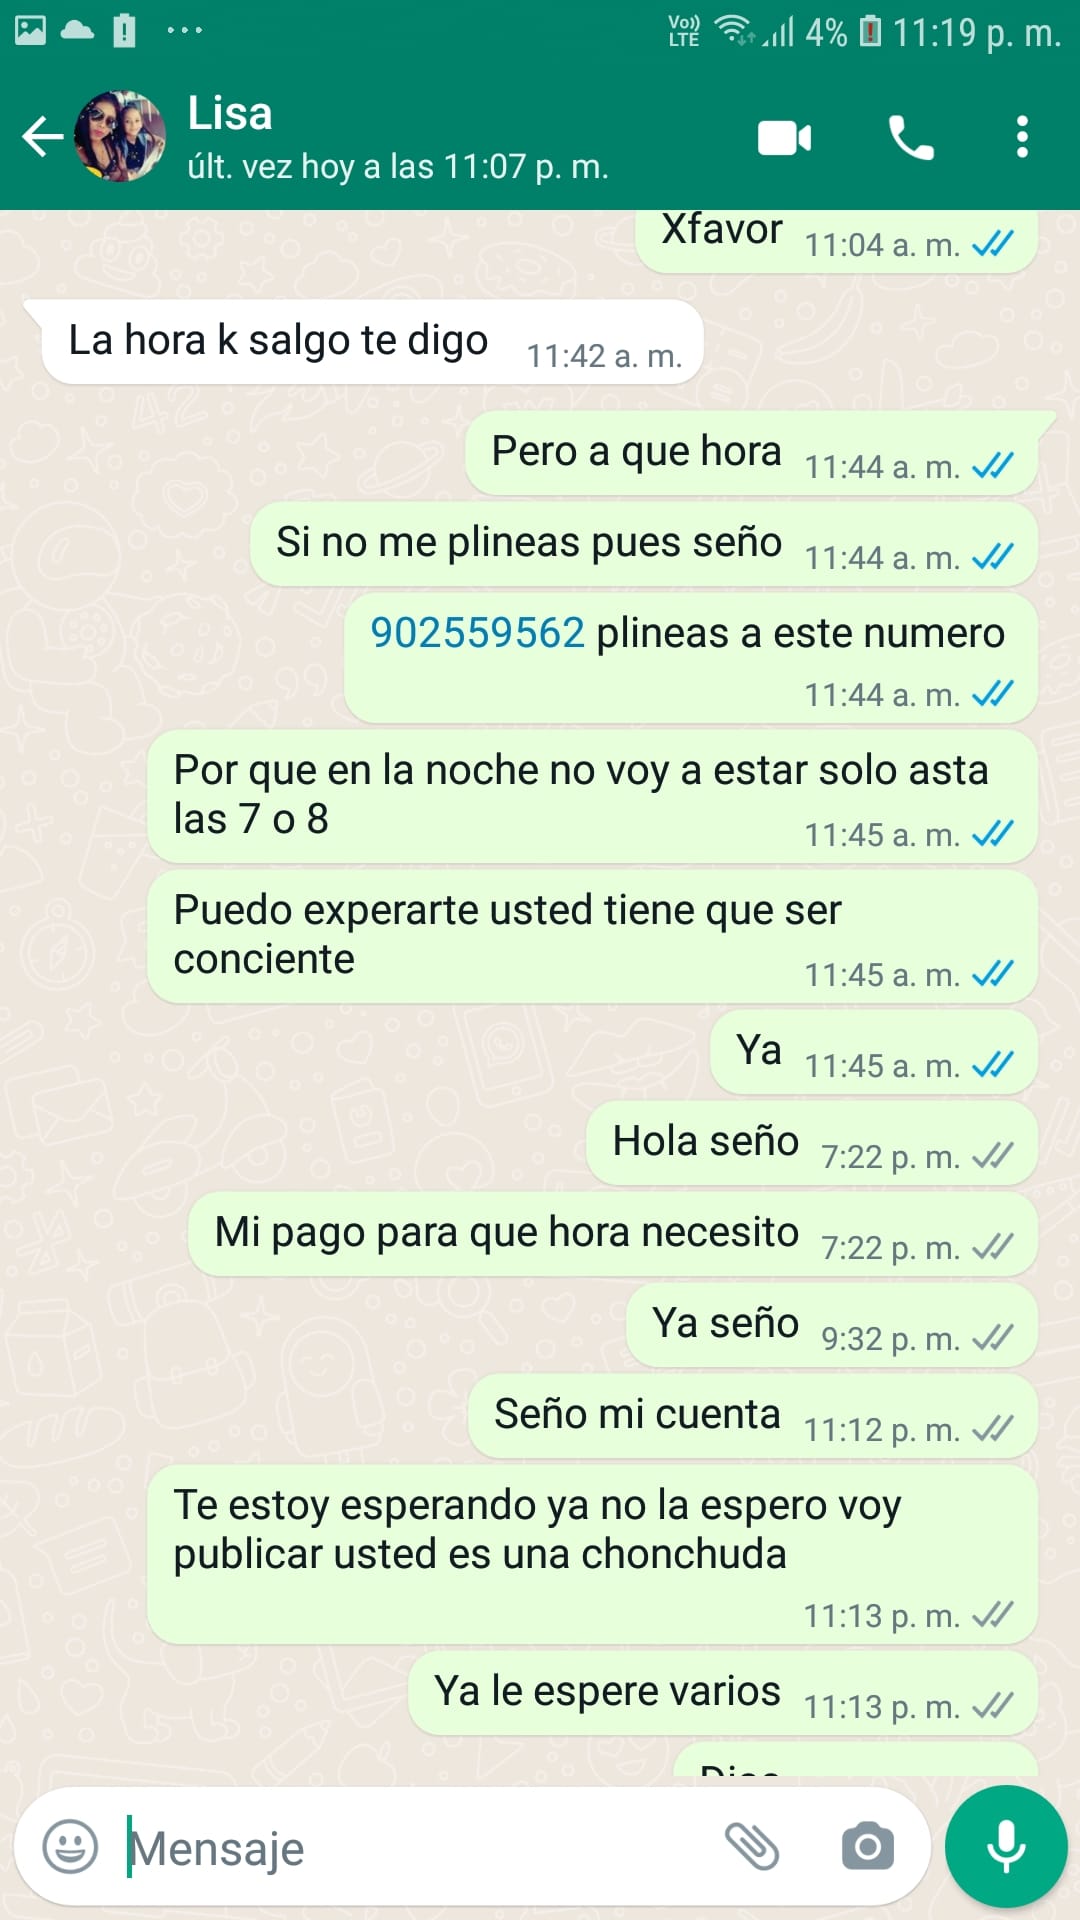 Vo)) LTE 4% 11:19 p. m.
Lisa
últ. vez hoy a las 11:07 p. m.
Xfavor 11:04 a. m.
La hora k salgo te digo 11:42 a. m.
Pero a que hora 11:44 a. m.
Si no me plineas pues seño 11:44 a. m.
902559562 plineas a este numero
11:44 a. m.
Por que en la noche no voy a estar solo asta
las 7 o 8 11:45 a. m.
Puedo experarte usted tiene que ser
conciente 11:45 a. m.
Ya 11:45 a. m.
Hola seño 7:22 p. m.
Mi pago para que hora necesito 7:22 p. m.
Ya seño 9:32 p. m.
Seño mi cuenta 11:12 p. m.
Te estoy esperando ya no la espero voy
publicar usted es una chonchuda
11:13 p. m.
Ya le espere varios 11:13 p. m.
Mensaje